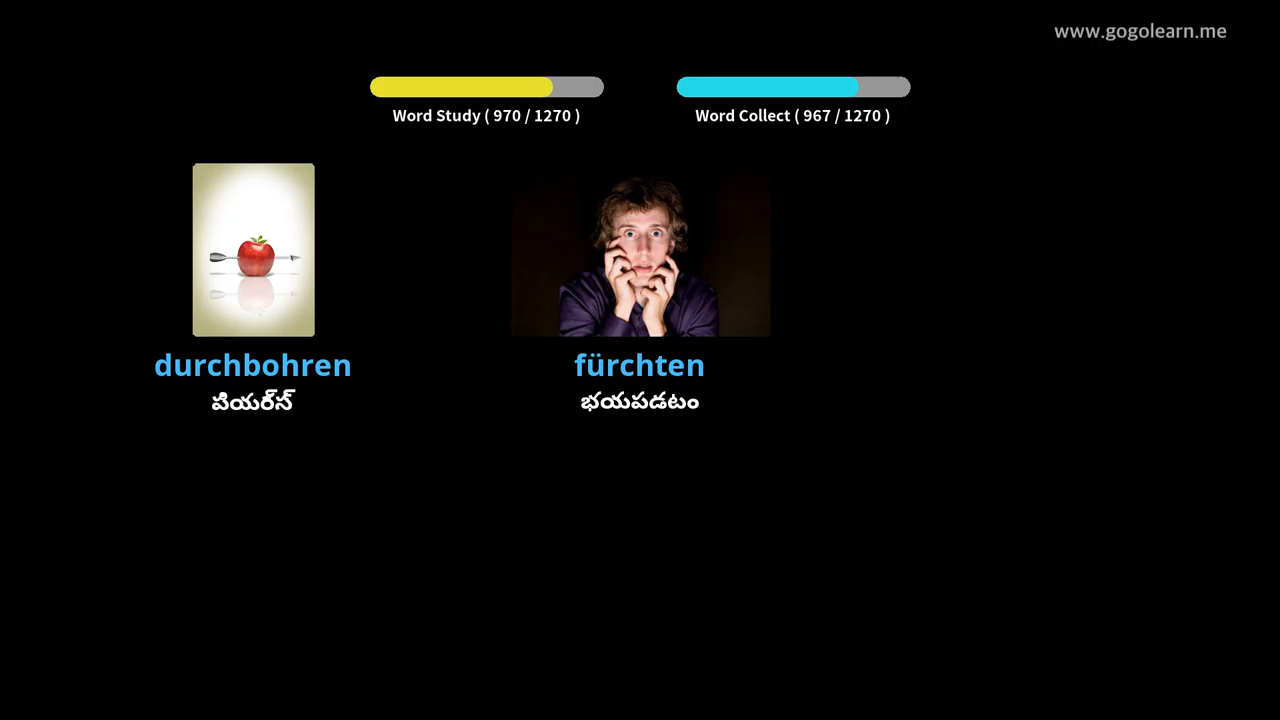 www.gogolearn.me
Word Study ( 970 / 1270 )
Word Collect ( 967 / 1270 )
durchbohren
పియర్స్
fürchten
భయపడటం